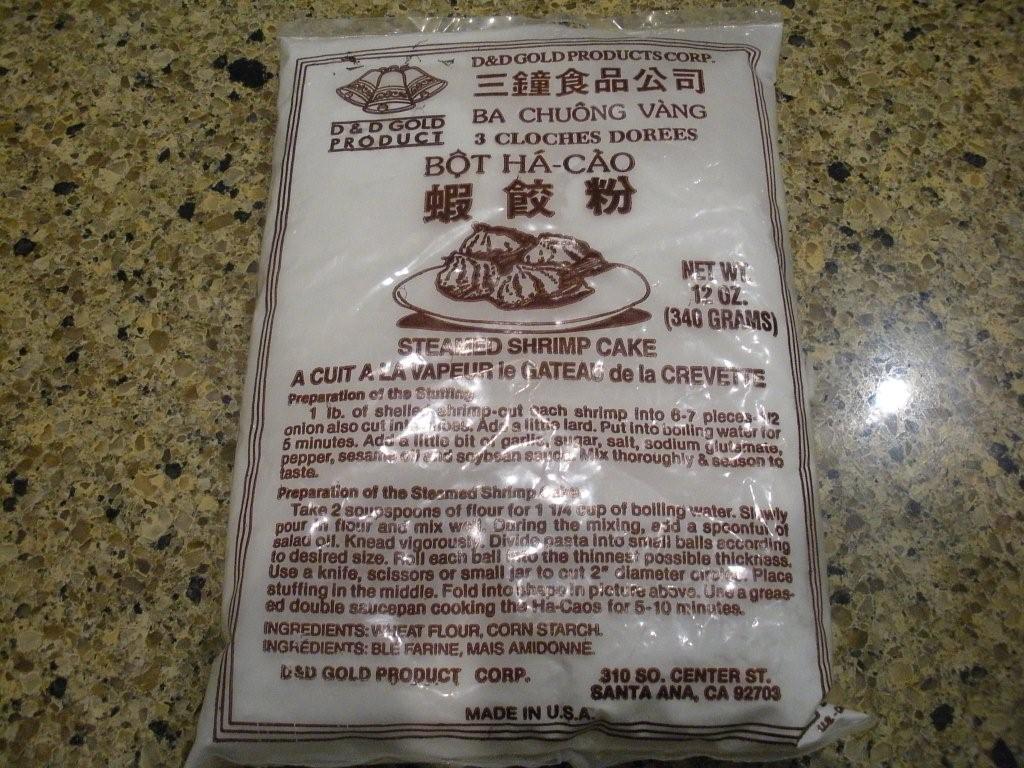 D&D GOLD PRODUCTS CORP.
三鐘食品公司
BA CHUÔNG VÀNG
3 CLOCHES DOREES
D & D GOLD
PRODUCT
BỘT HÁ-CẢO
蝦餃粉
NET WT.
12 OZ.
(340 GRAMS)
STEAMED SHRIMP CAKE
A CUIT A LA VAPEUR le GATEAU de la CREVETTE
Preparation of the Stuffing
1 lb. of shelled shrimp-cut each shrimp into 6-7 pieces-1/2
onion also cut into Add a little lard. Put into boiling water for
5 minutes. Add a little bit of garlic, sugar, salt, sodium glutamate,
pepper, sesame oil and soybean sauce. Mix thoroughly & season to
taste.
Preparation of the Steamed Shrimp Cake
Take 2 soupspoons of flour for 1 1/4 cup of boiling water. Slowly
pour in flour and mix well. During the mixing, add a spoonful of
salad oil. Knead vigorously. Divide pasta into small balls according
to desired size. Roll each ball into the thinnest possible thickness.
Use a knife, scissors or small jar to cut 2" diameter circles. Place
stuffing in the middle. Fold into shape in picture above. Use a greas-
ed double saucepan cooking the Ha-Caos for 5-10 minutes.
INGREDIENTS: WHEAT FLOUR, CORN STARCH.
INGRÉDIENTS: BLÉ FARINE, MAIS AMIDONNE.
D&D GOLD PRODUCT CORP.
310 SO. CENTER ST.
SANTA ANA, CA 92703
MADE IN U.S.A.